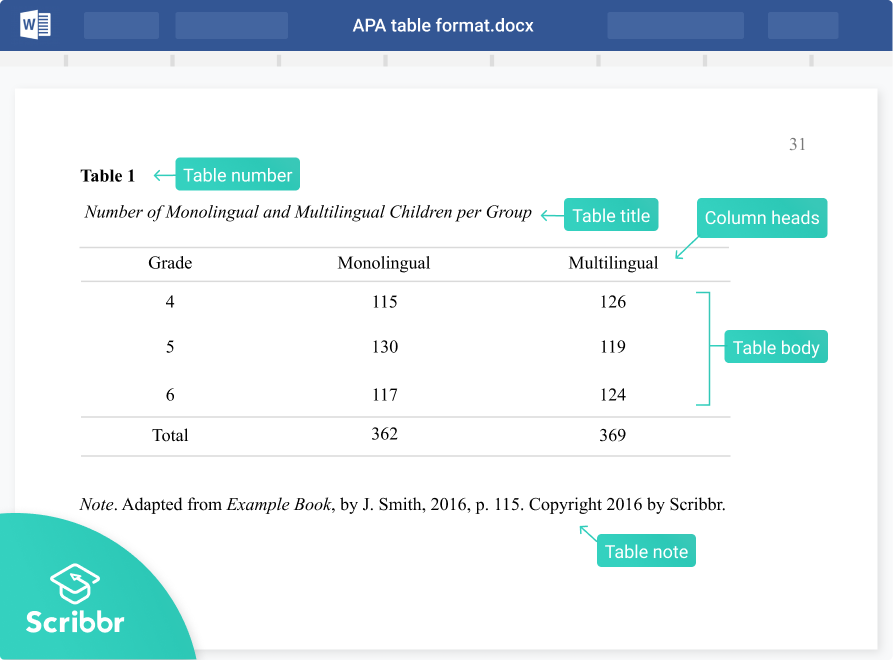 W
APA table format.docx
31
Table 1 Table number
Number of Monolingual and Multilingual Children per Group Table title
Column heads
Grade Monolingual Multilingual
4 115 126
5 130 119
Table body
6 117 124
Total 362 369
Note. Adapted from Example Book, by J. Smith, 2016, p. 115. Copyright 2016 by Scribbr.
Table note
Scribbr